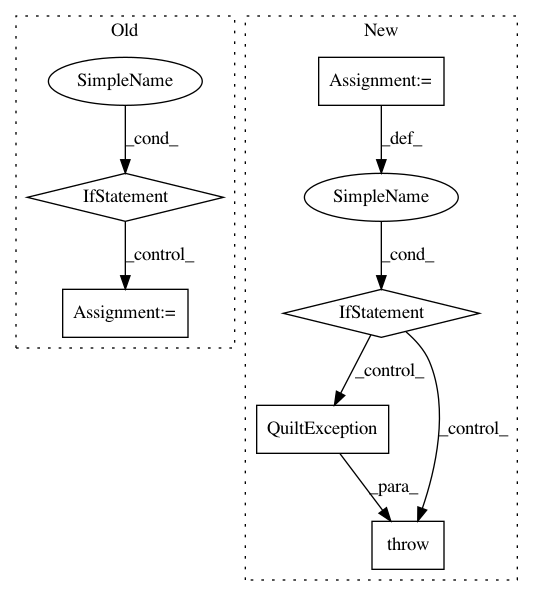 Old
SimpleName
_cond_
IfStatement
_control_
Assignment:=
New
Assignment:=
_def_
SimpleName
_cond_
IfStatement
_control_
_control_
QuiltException
_para_
throw